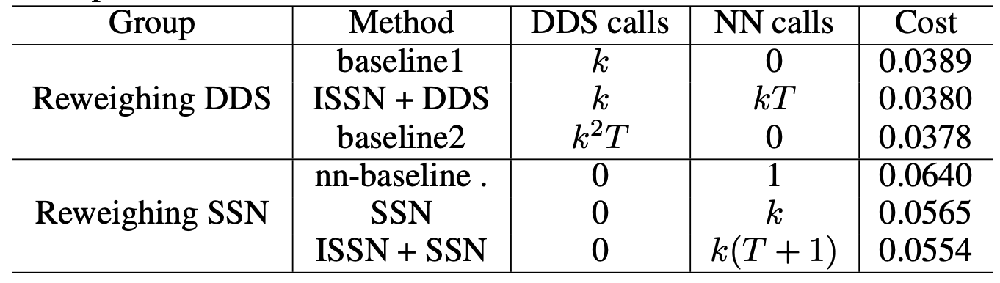 Group Method DDS calls NN calls Cost
baseline1 k 0 0.0389
Reweighing DDS ISSN + DDS k kT 0.0380
baseline2 k²T 0 0.0378
nn-baseline . 0 1 0.0640
Reweighing SSN SSN 0 k 0.0565
ISSN + SSN 0 k(T + 1) 0.0554